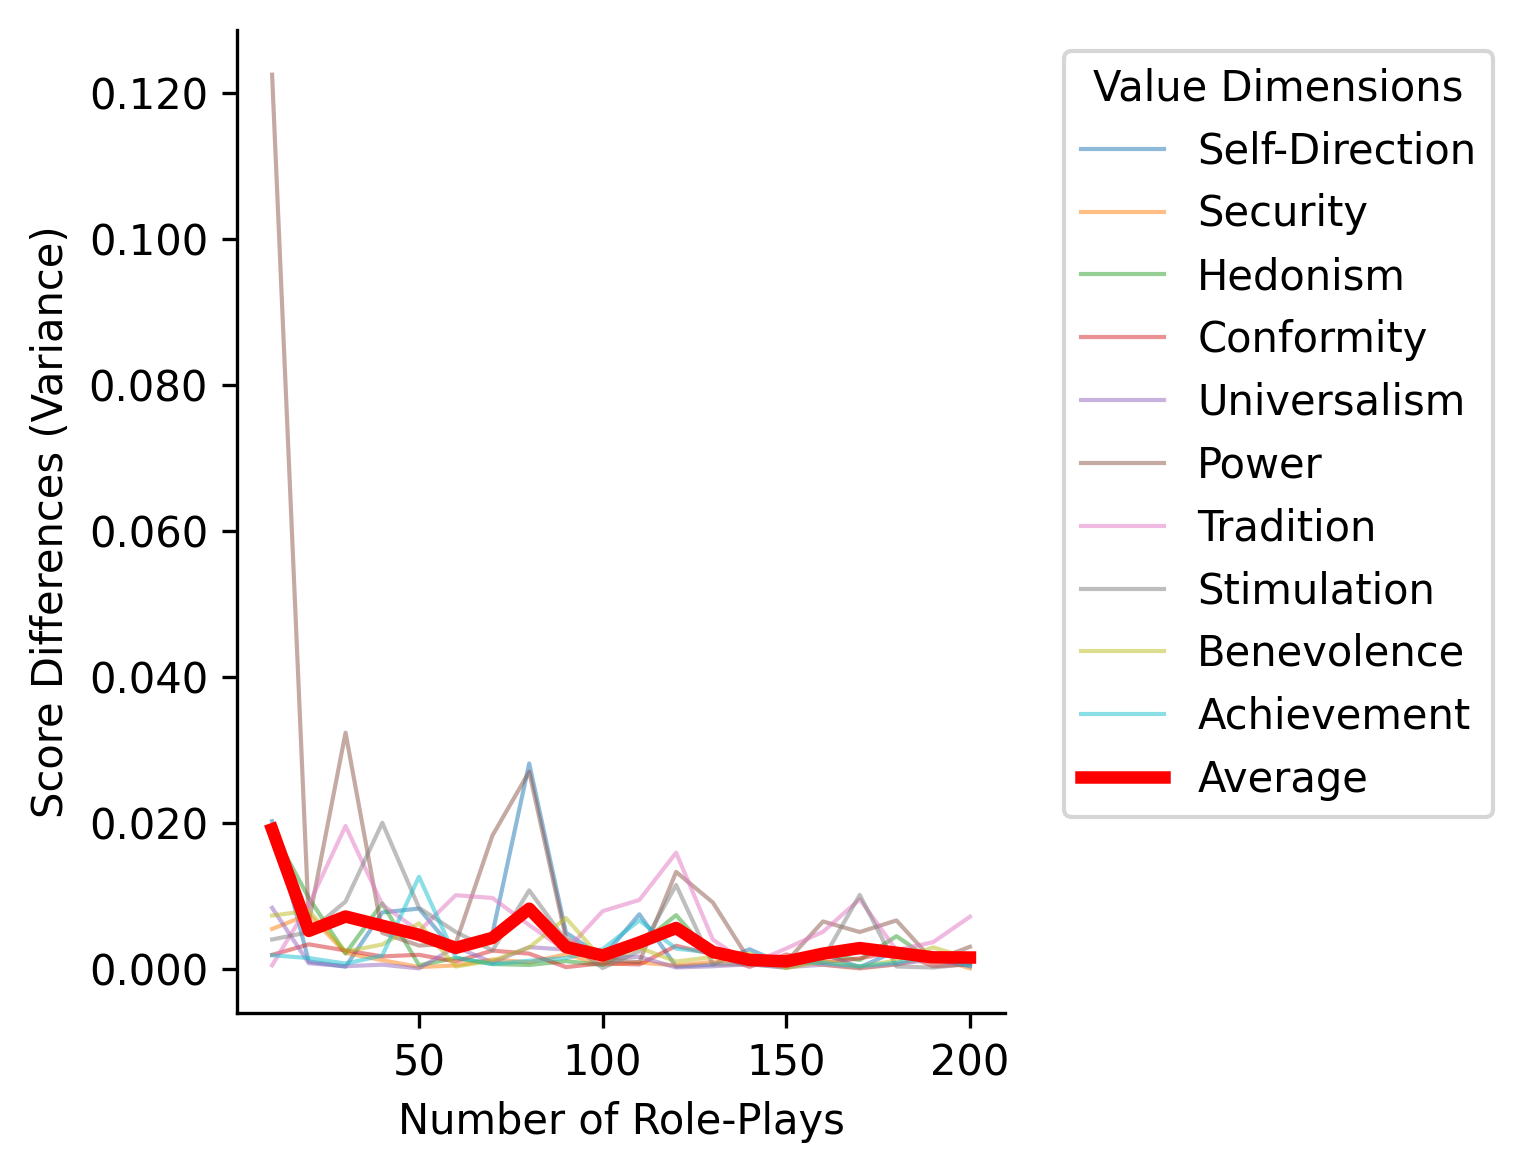 0.120
0.100
0.080
0.060
0.040
0.020
0.000
50
100
150
200
Number of Role-Plays
Score Differences (Variance)
Value Dimensions
Self-Direction
Security
Hedonism
Conformity
Universalism
Power
Tradition
Stimulation
Benevolence
Achievement
Average